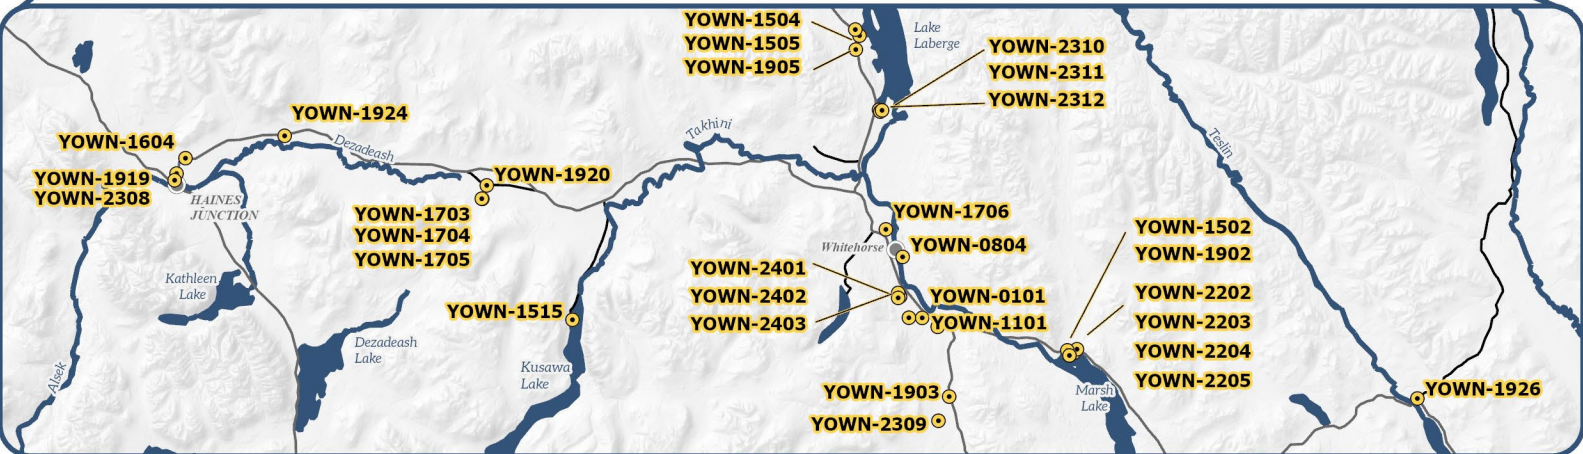 YOWN-1504
YOWN-1505
YOWN-1905
Lake
Laberge
YOWN-2310
YOWN-2311
YOWN-2312
YOWN-1924
YOWN-1604
Dezadeash
Takhini
Teslin
YOWN-1919
YOWN-2308
HAINES
JUNCTION
YOWN-1920
YOWN-1703
YOWN-1704
YOWN-1705
YOWN-1706
Whitehorse
YOWN-0804
YOWN-1502
YOWN-1902
YOWN-2401
YOWN-2402
YOWN-2403
Kathleen
Lake
YOWN-0101
YOWN-1101
YOWN-2202
YOWN-2203
YOWN-2204
YOWN-2205
YOWN-1515
Dezadeash
Lake
Kusawa
Lake
Alsek
YOWN-1903
YOWN-2309
Marsh
Lake
YOWN-1926